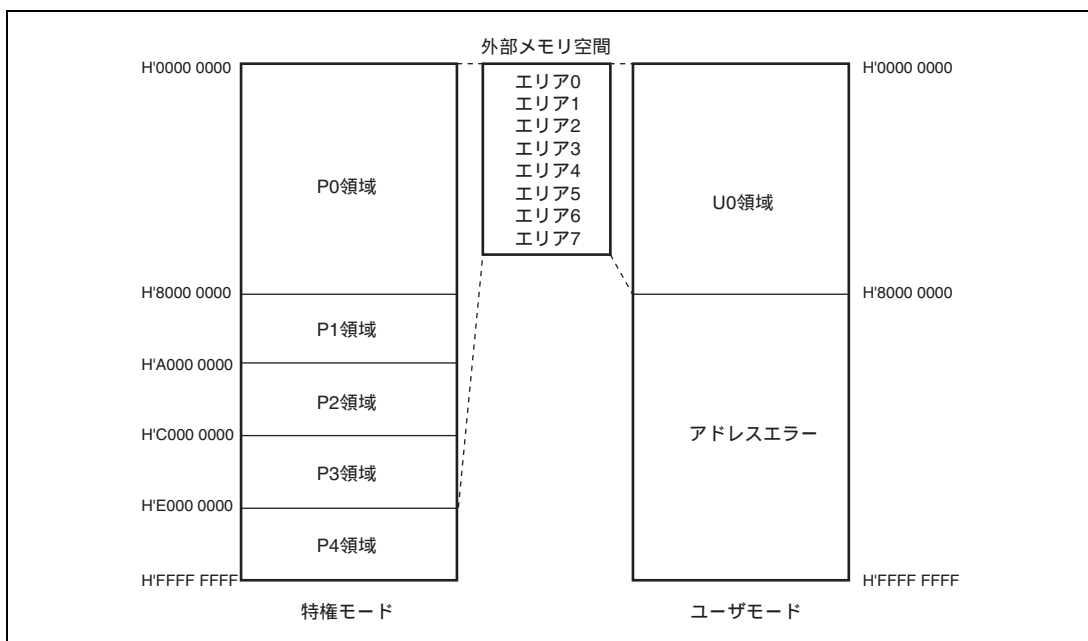 外部メモリ空間
H'0000 0000
H'0000 0000
エリア0
エリア1
エリア2
エリア3
エリア4
エリア5
エリア6
エリア7
P0領域
U0領域
H'8000 0000
H'8000 0000
P1領域
H'A000 0000
P2領域
アドレスエラー
H'C000 0000
P3領域
H'E000 0000
P4領域
H'FFFF FFFF
H'FFFF FFFF
特権モード
ユーザモード